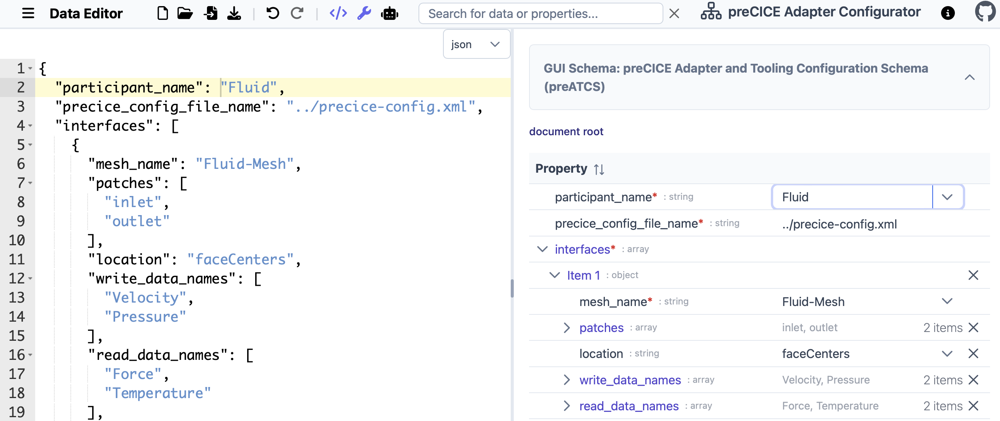 Data Editor
Search for data or properties...
preCICE Adapter Configurator
json
1 {
2 "participant_name": "Fluid",
3 "precice_config_file_name": "../precice-config.xml",
4 "interfaces": [
5 {
6 "mesh_name": "Fluid-Mesh",
7 "patches": [
8 "inlet",
9 "outlet"
10 ],
11 "location": "faceCenters",
12 "write_data_names": [
13 "Velocity",
14 "Pressure"
15 ],
16 "read_data_names": [
17 "Force",
18 "Temperature"
19 ],
GUI Schema: preCICE Adapter and Tooling Configuration Schema
(preATCS)
document root
Property
participant_name* : string Fluid
precice_config_file_name* : string ../precice-config.xml
interfaces* : array
Item 1 : object
mesh_name* : string Fluid-Mesh
patches : array inlet, outlet 2 items
location : string faceCenters
write_data_names : array Velocity, Pressure 2 items
read_data_names : array Force, Temperature 2 items